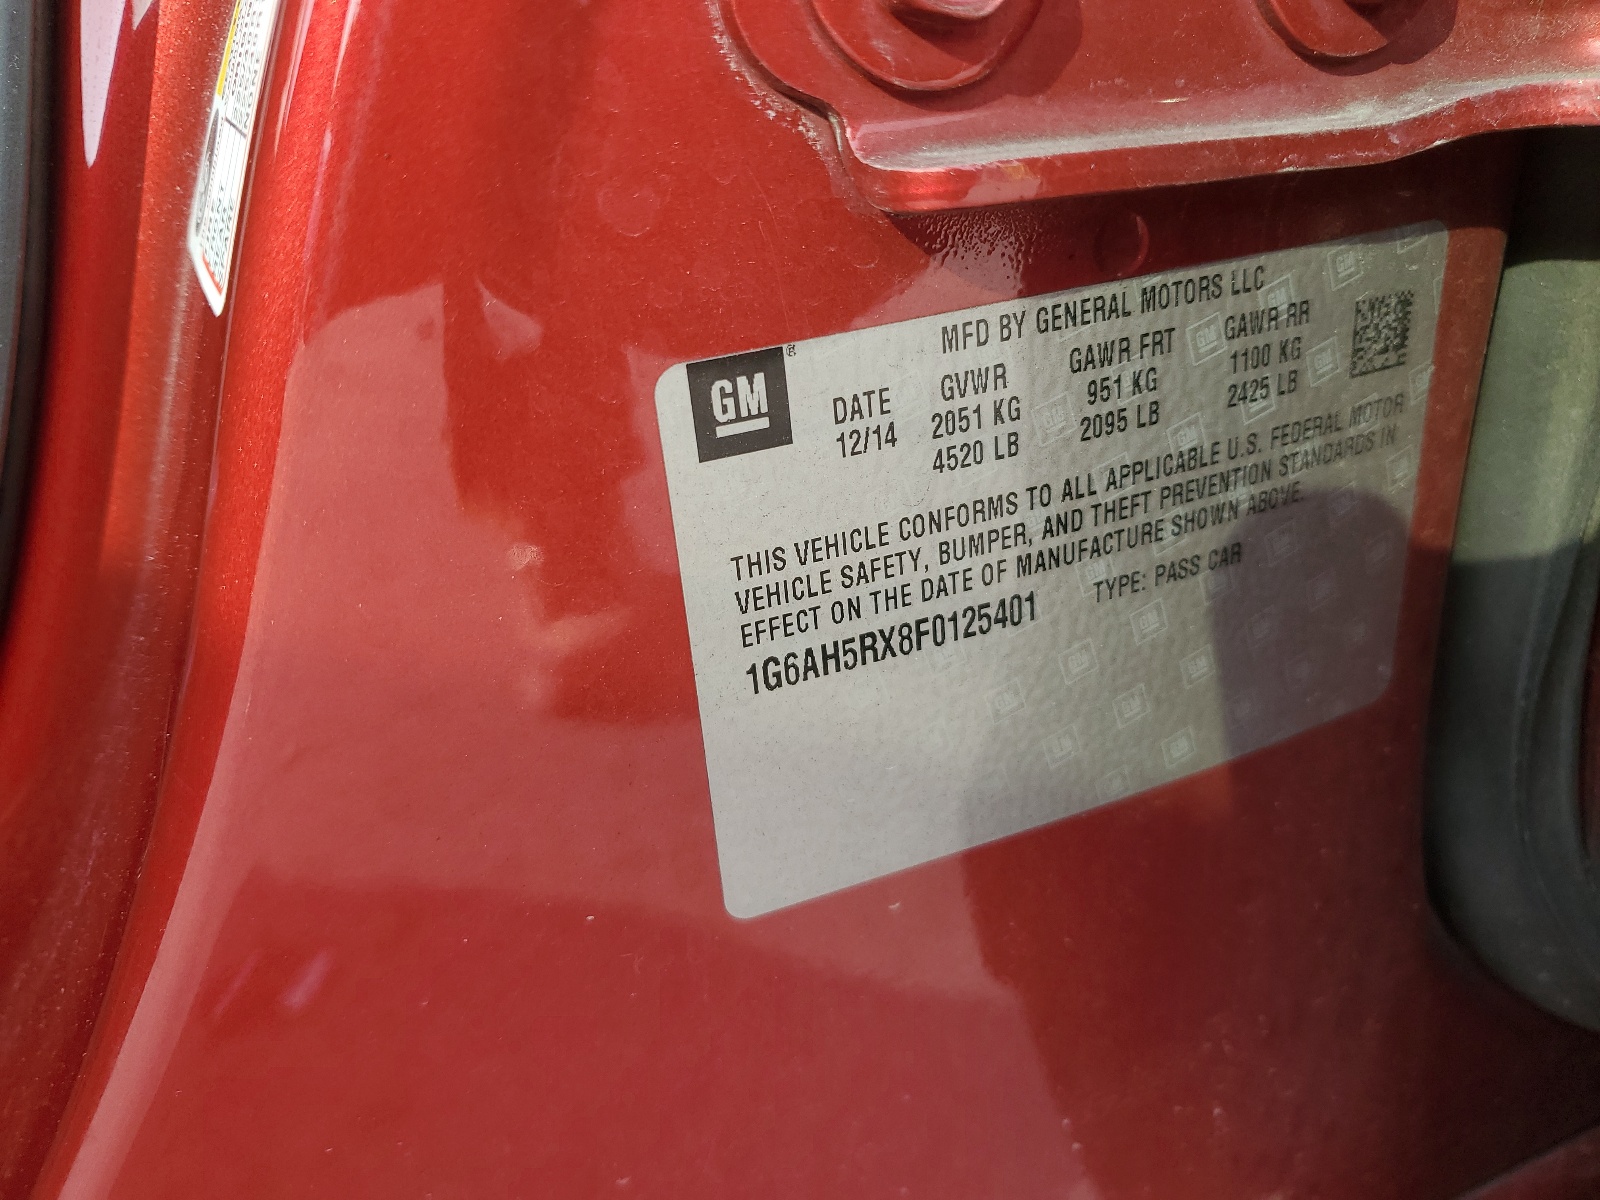 MFD BY GENERAL MOTORS LLC
GM®
DATE GVWR GAWR FRT GAWR RR
12/14 2051 KG 951 KG 1100 KG
4520 LB 2095 LB 2425 LB
THIS VEHICLE CONFORMS TO ALL APPLICABLE U.S. FEDERAL MOTOR
VEHICLE SAFETY, BUMPER, AND THEFT PREVENTION STANDARDS IN
EFFECT ON THE DATE OF MANUFACTURE SHOWN ABOVE.
1G6AH5RX8F0125401 TYPE: PASS CAR